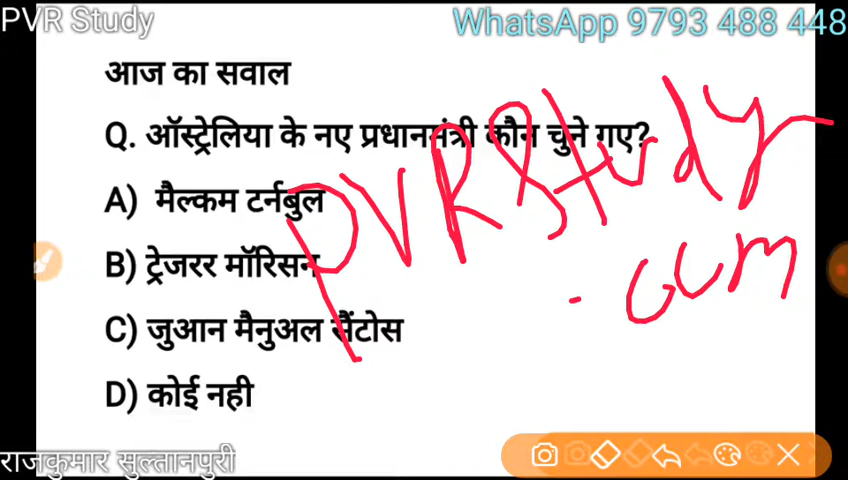 PVR Study
WhatsApp 9793 488 448
आज का सवाल
Q. ऑस्ट्रेलिया के नए प्रधानमंत्री कौन चुने गए?
A) मैल्कम टर्नबुल
B) ट्रेजरर मॉरिसन
C) जुआन मैनुअल सैंटोस
D) कोई नही
PVRStudy
.com
राजकुमार सुल्तानपुरी